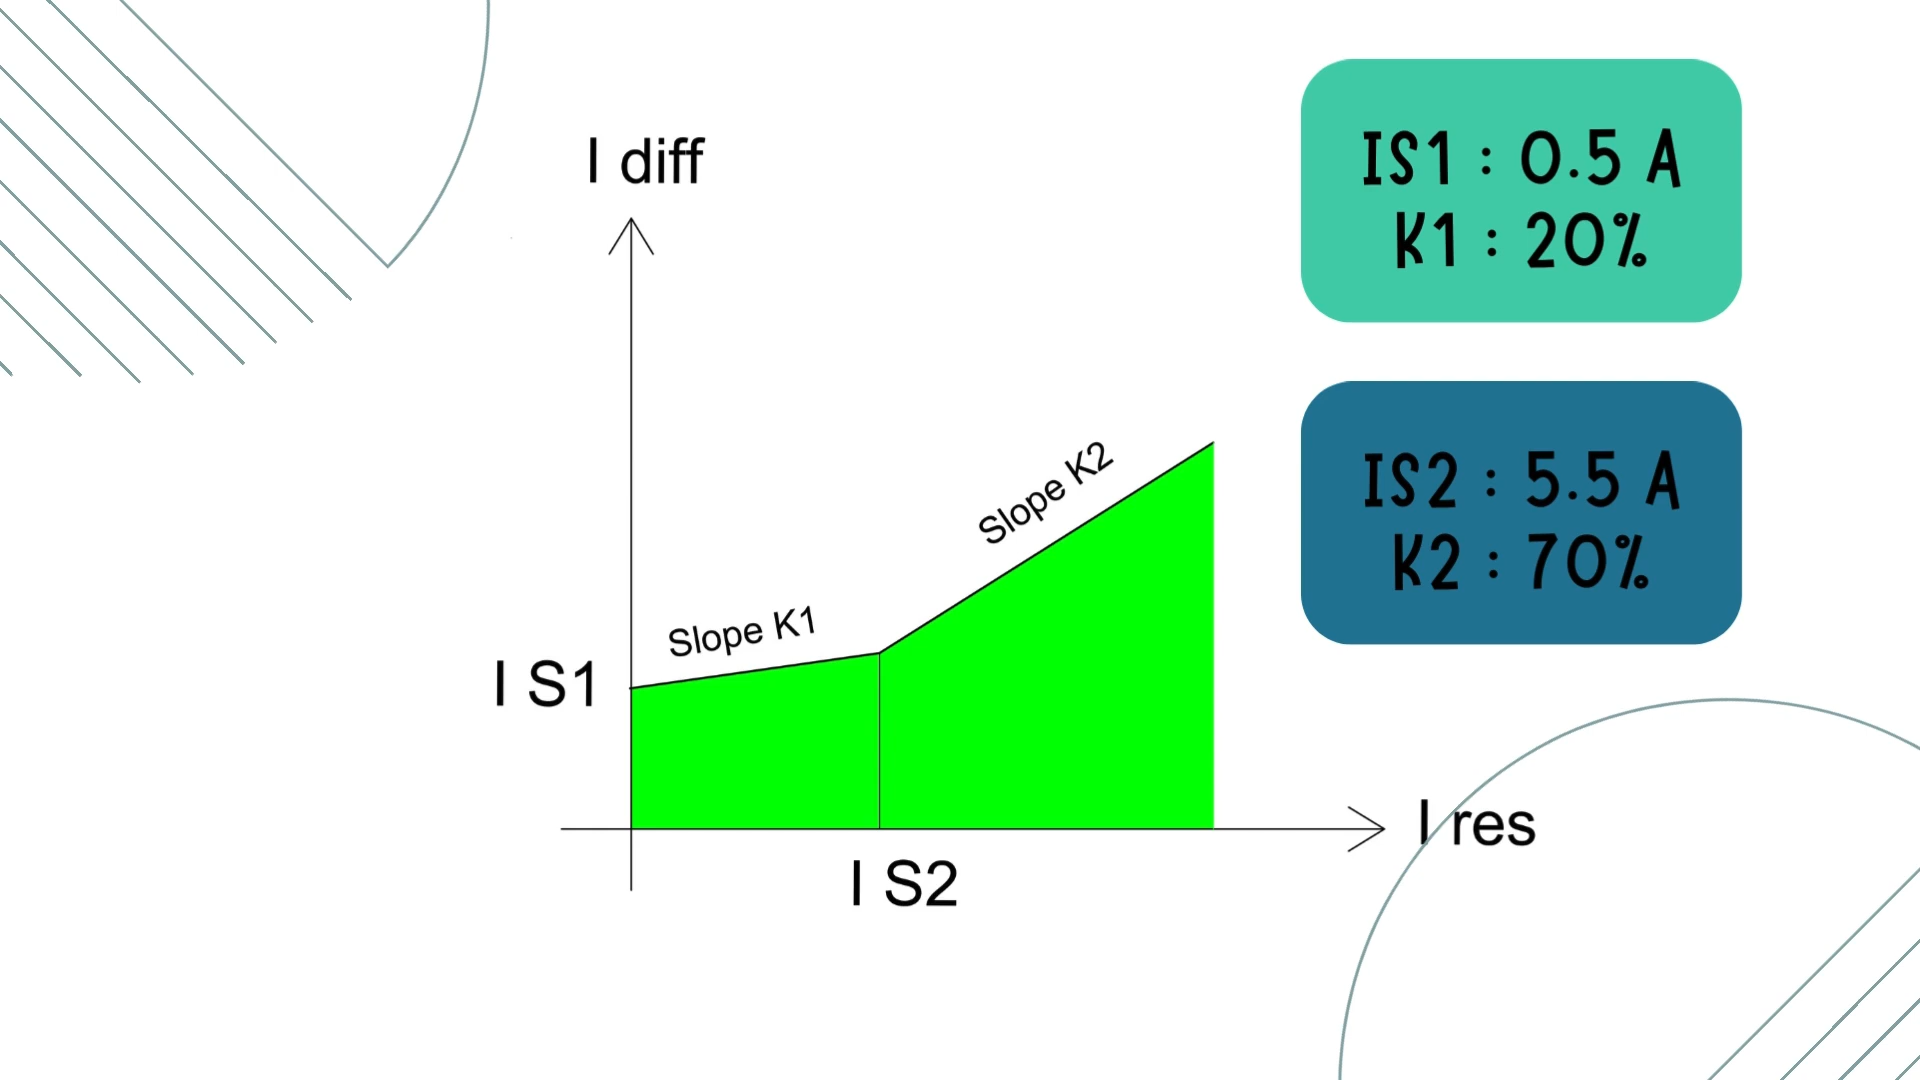 I diff
Slope K2
Slope K1
I S1
I S2
I res
IS1 : 0.5 A
K1 : 20%
IS2 : 5.5 A
K2 : 70%